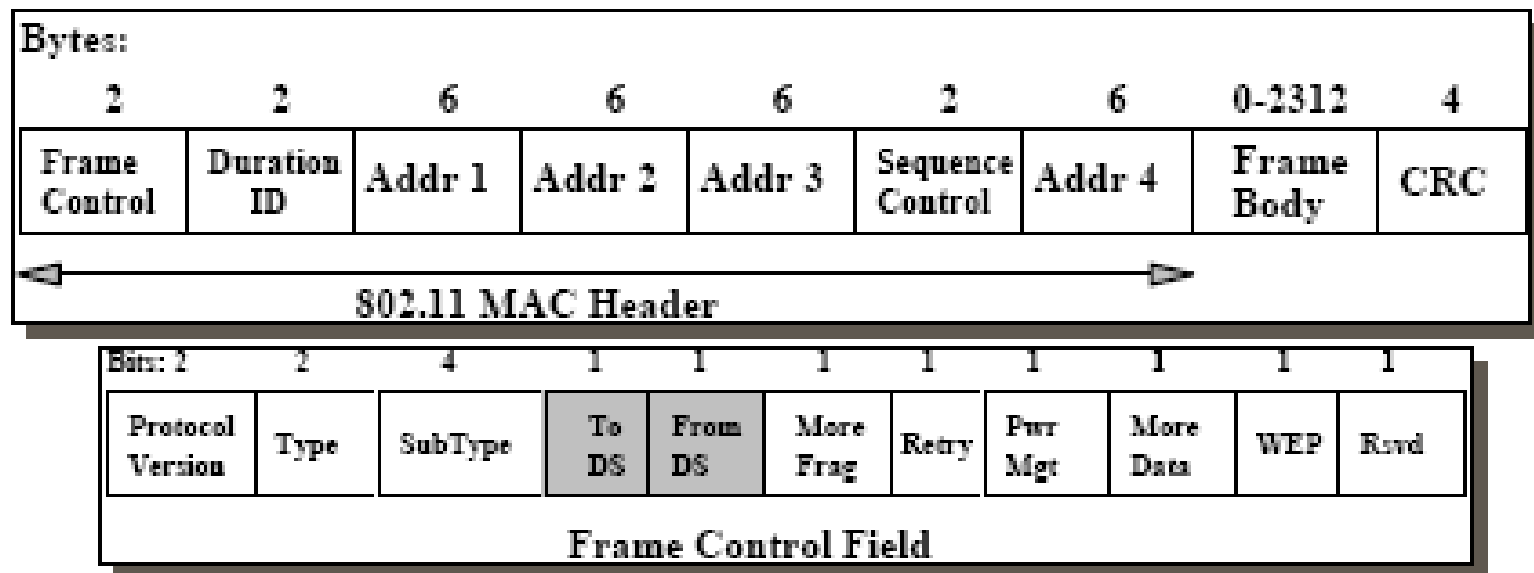 Bytes:
2 2 6 6 6 2 6 0-2312 4
Frame Control Duration ID Addr 1 Addr 2 Addr 3 Sequence Control Addr 4 Frame Body CRC
802.11 MAC Header
Bits: 2 2 4 1 1 1 1 1 1 1 1
Protocol Version Type SubType To DS From DS More Frag Retry Pwr Mgt More Data WEP Rsvd
Frame Control Field